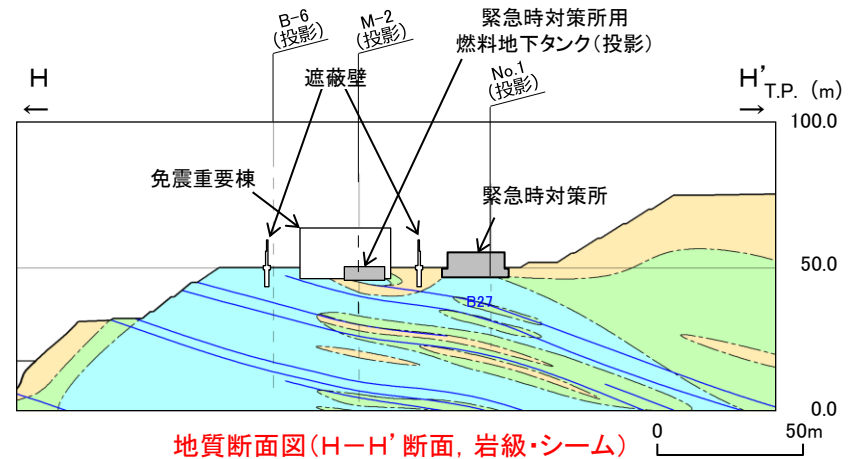 B-6
(投影)
M-2
(投影)
緊急時対策所用
燃料地下タンク(投影)
No.1
(投影)
遮蔽壁
H
←
H’
→
T.P. (m)
100.0
免震重要棟
緊急時対策所
50.0
B27
0.0
地質断面図(H-H’断面, 岩級・シーム)
0
50m